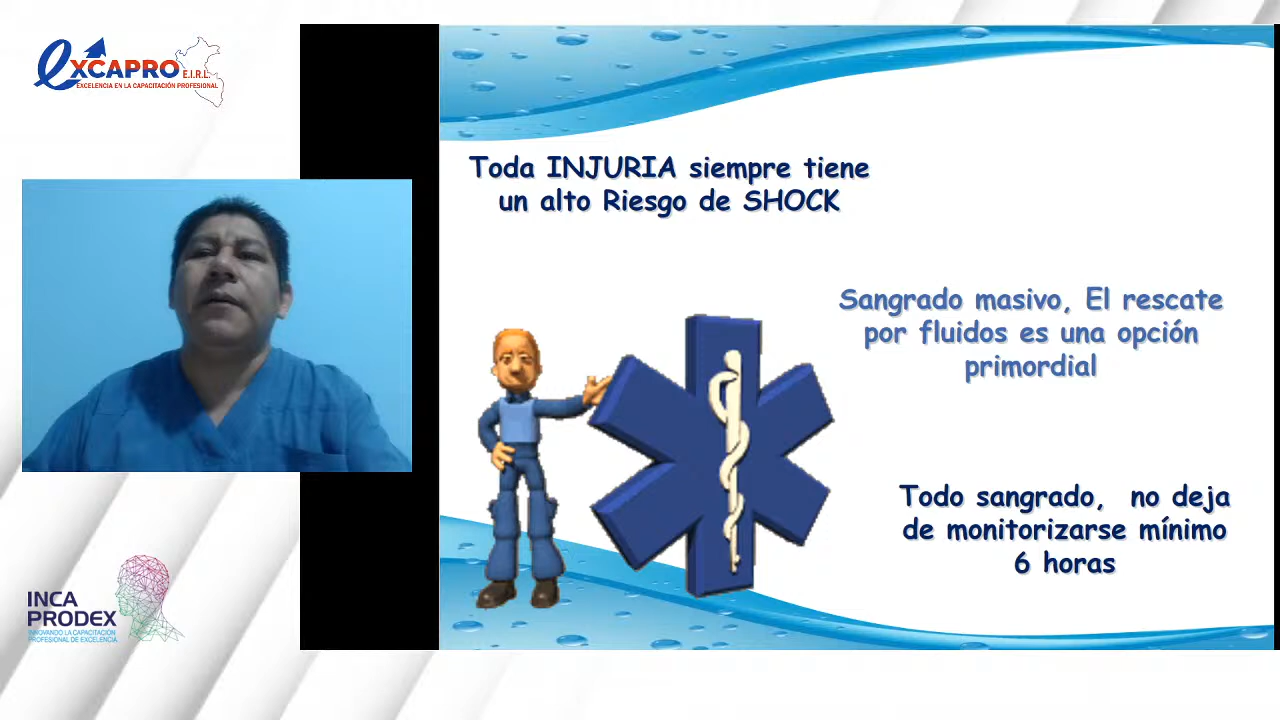 exCAPRO E.I.R.L.
EXCELENCIA EN LA CAPACITACIÓN PROFESIONAL
Toda INJURIA siempre tiene
un alto Riesgo de SHOCK
Sangrado masivo, El rescate
por fluidos es una opción
primordial
Todo sangrado, no deja
de monitorizarse mínimo
6 horas
INCA
PRODEX
INNOVANDO LA CAPACITACIÓN
PROFESIONAL DE EXCELENCIA